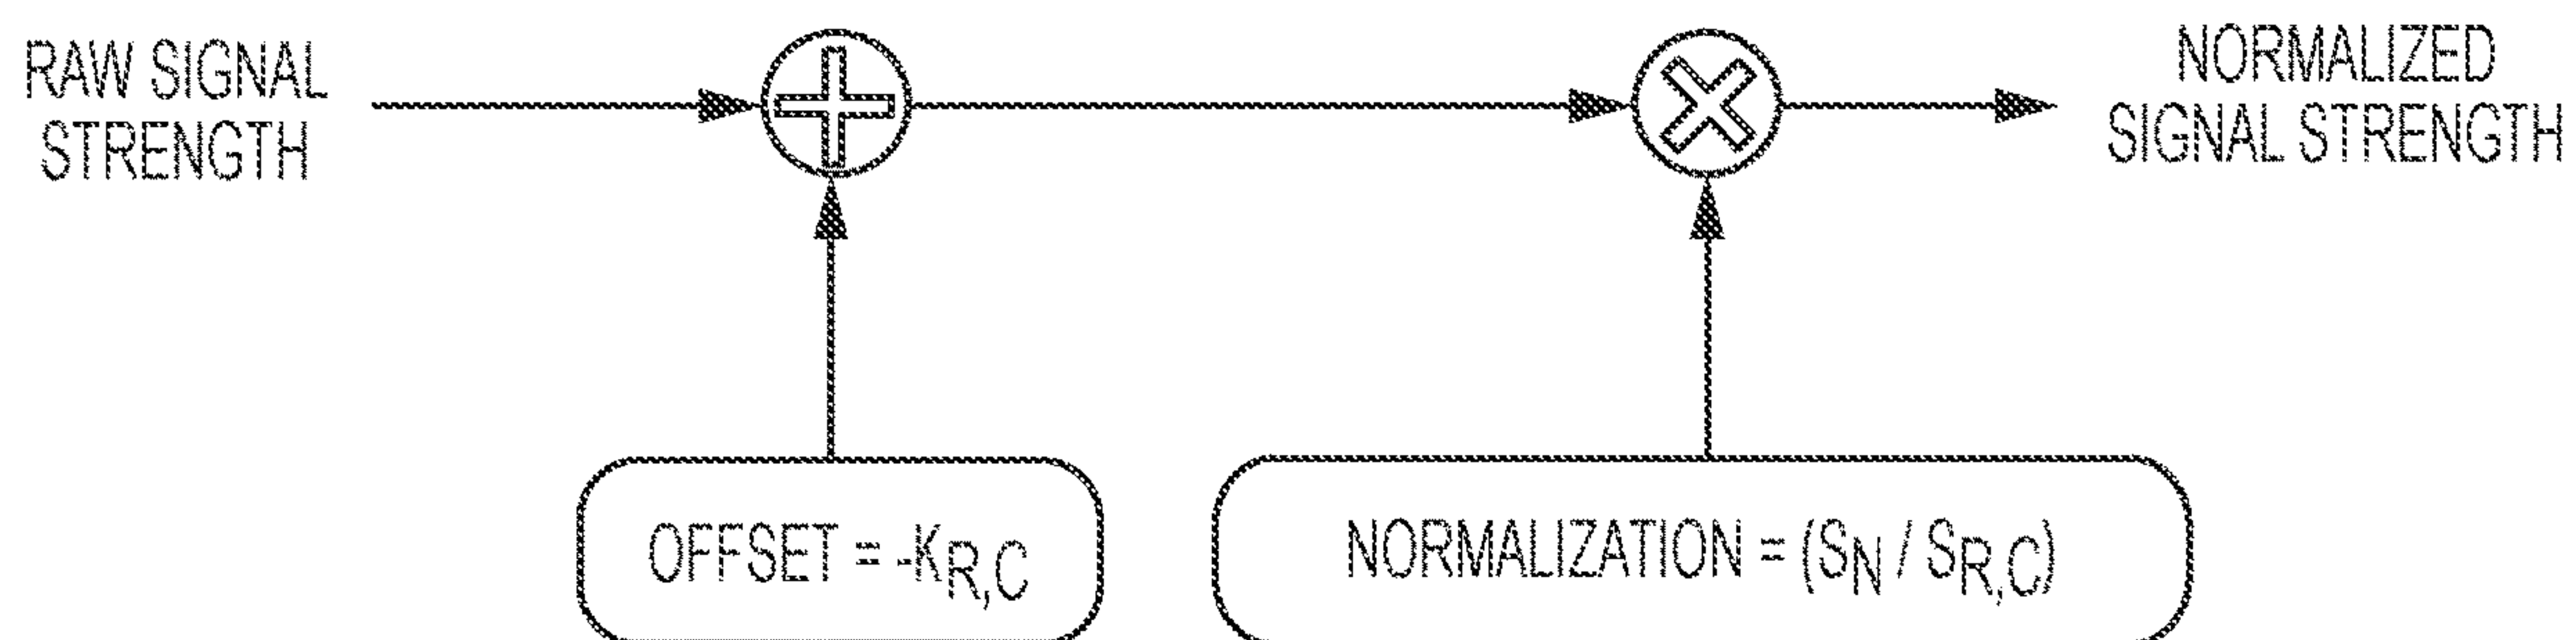 RAW SIGNAL
STRENGTH
NORMALIZED
SIGNAL STRENGTH
OFFSET = -KR,C
NORMALIZATION = (SN / SR,C)